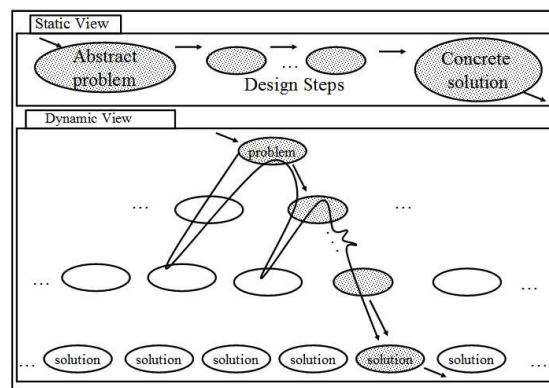 Static View
Abstract
problem
...
Concrete
solution
Design Steps
Dynamic View
problem
... ...
...
... ...
... solution solution solution solution solution solution ...